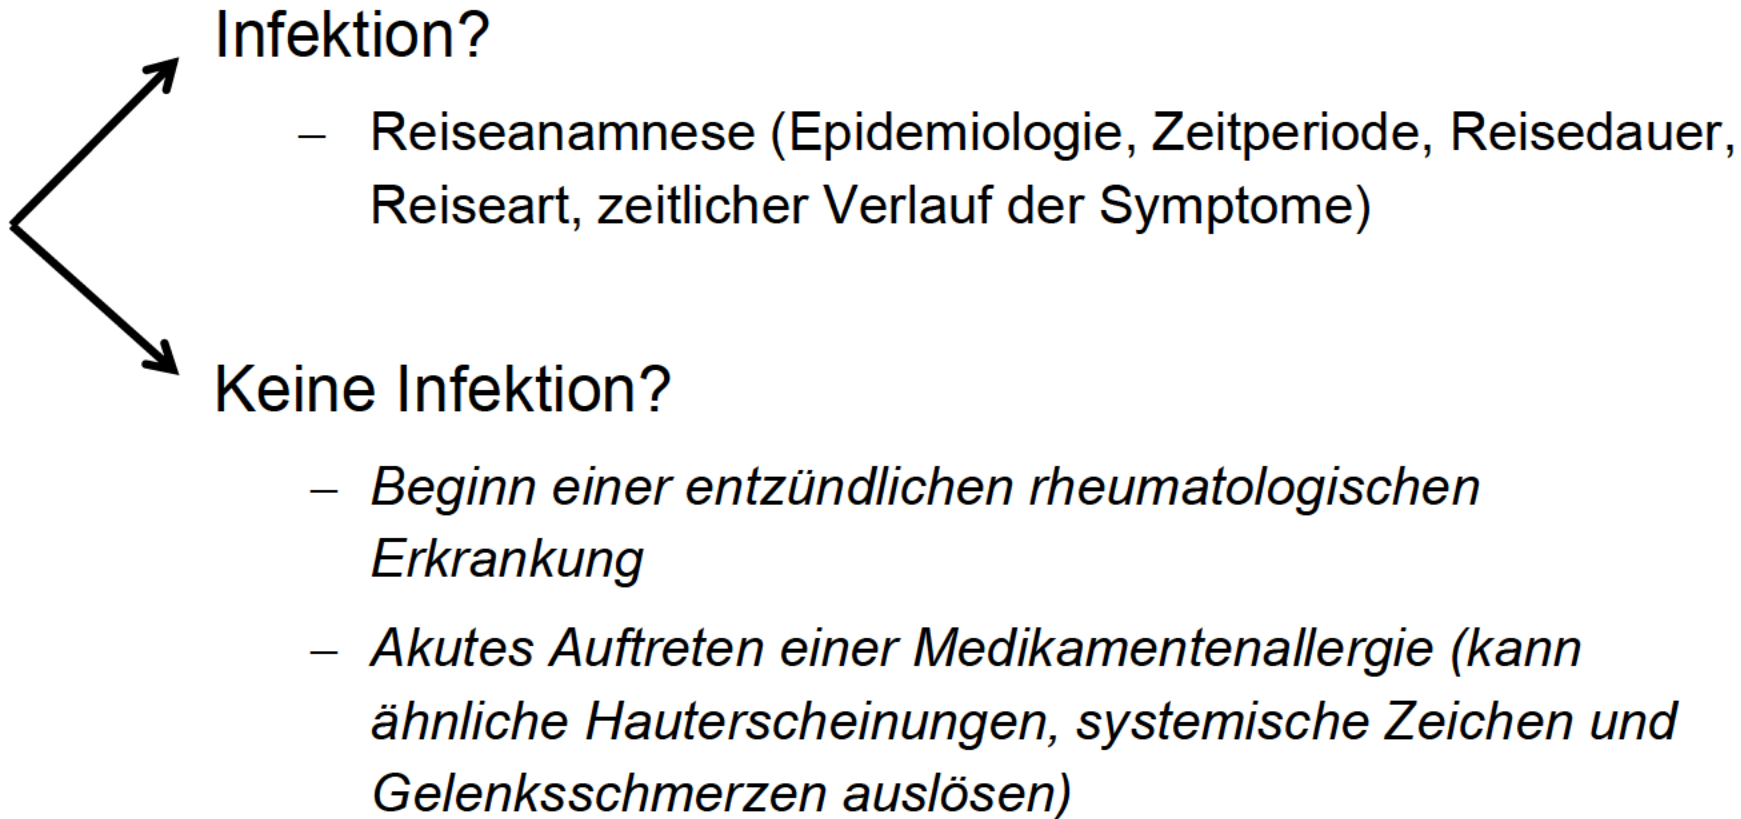 Infektion?
– Reiseanamnese (Epidemiologie, Zeitperiode, Reisedauer,
Reiseart, zeitlicher Verlauf der Symptome)
Keine Infektion?
– Beginn einer entzündlichen rheumatologischen
Erkrankung
– Akutes Auftreten einer Medikamentenallergie (kann
ähnliche Hauterscheinungen, systemische Zeichen und
Gelenksschmerzen auslösen)